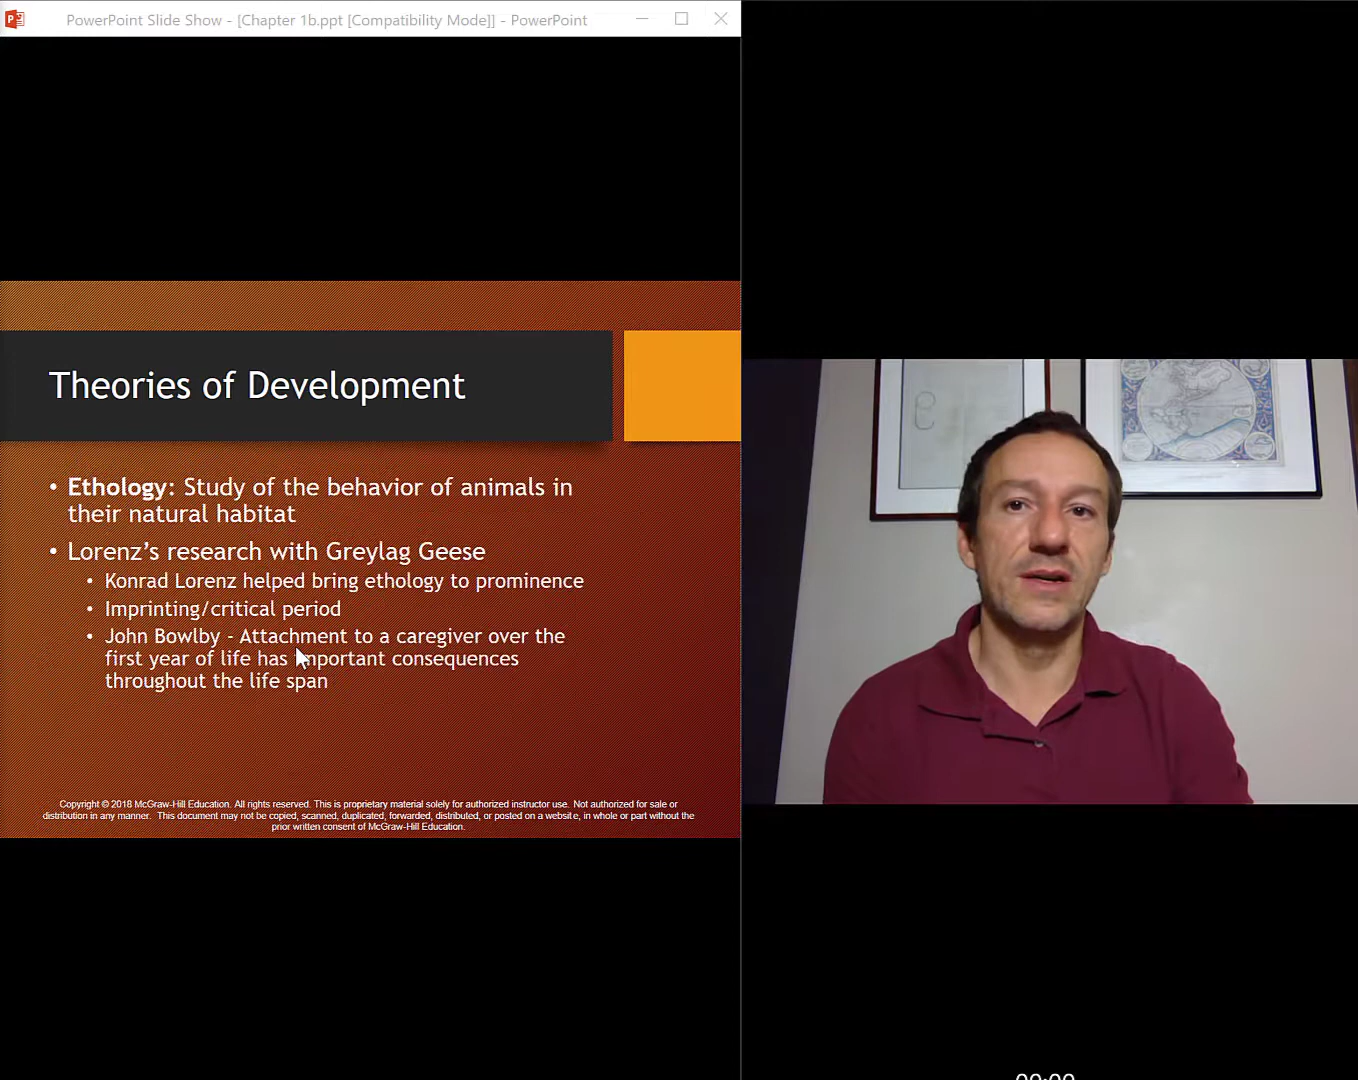 PowerPoint Slide Show - [Chapter 1b.ppt [Compatibility Mode]] - PowerPoint
Theories of Development
• Ethology: Study of the behavior of animals in
their natural habitat
• Lorenz’s research with Greylag Geese
• Konrad Lorenz helped bring ethology to prominence
• Imprinting/critical period
• John Bowlby - Attachment to a caregiver over the
first year of life has important consequences
throughout the life span
Copyright © 2018 McGraw-Hill Education. All rights reserved. This is proprietary material solely for authorized instructor use. Not authorized for sale or
distribution in any manner. This document may not be copied, scanned, duplicated, forwarded, distributed, or posted on a website, in whole or part without the
prior written consent of McGraw-Hill Education.